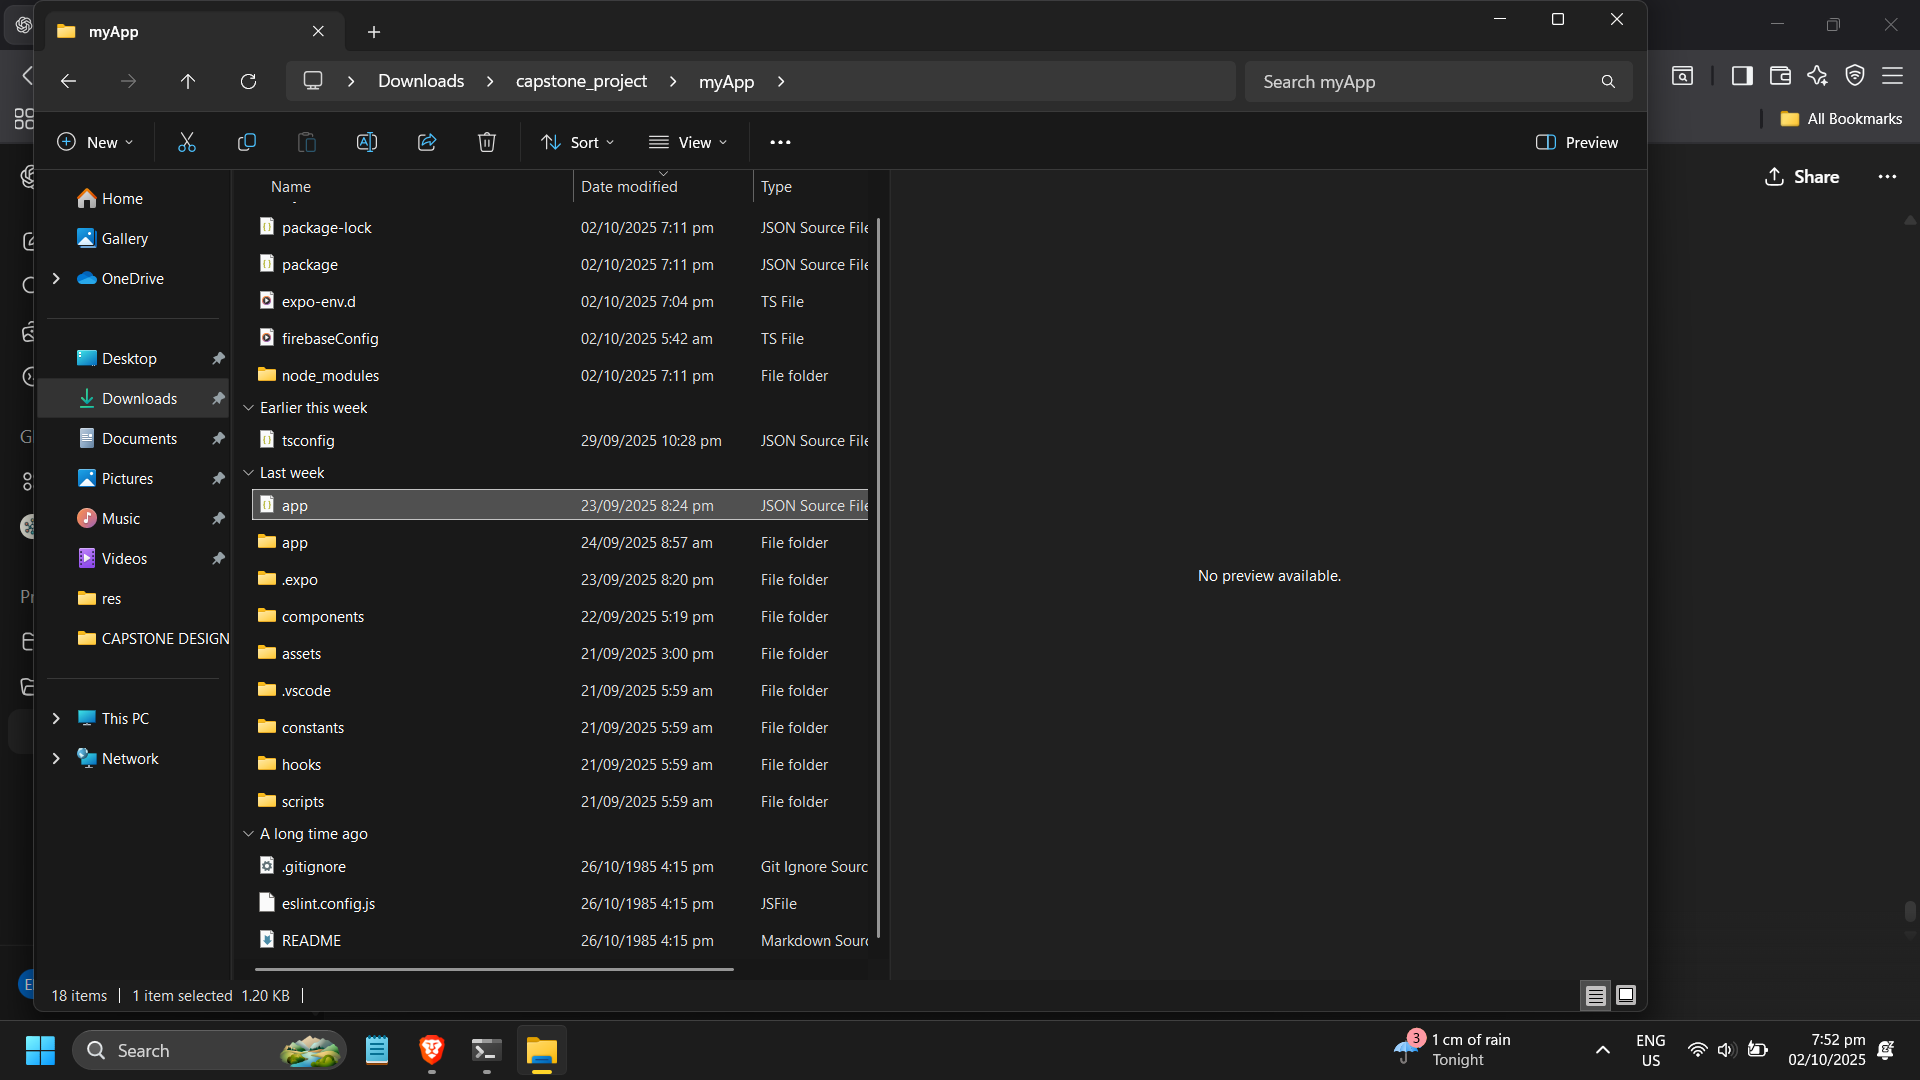 myApp
Downloads
capstone_project
myApp
Search myApp
All Bookmarks
New
Sort
View
Preview
Share
Home
Gallery
OneDrive
Desktop
Downloads
Documents
Pictures
Music
Videos
res
CAPSTONE DESIGN
This PC
Network
Name Date modified Type
package-lock 02/10/2025 7:11 pm JSON Source File
package 02/10/2025 7:11 pm JSON Source File
expo-env.d 02/10/2025 7:04 pm TS File
firebaseConfig 02/10/2025 5:42 am TS File
node_modules 02/10/2025 7:11 pm File folder
Earlier this week
tsconfig 29/09/2025 10:28 pm JSON Source File
Last week
app 23/09/2025 8:24 pm JSON Source File
app 24/09/2025 8:57 am File folder
.expo 23/09/2025 8:20 pm File folder
components 22/09/2025 5:19 pm File folder
assets 21/09/2025 3:00 pm File folder
.vscode 21/09/2025 5:59 am File folder
constants 21/09/2025 5:59 am File folder
hooks 21/09/2025 5:59 am File folder
scripts 21/09/2025 5:59 am File folder
A long time ago
.gitignore 26/10/1985 4:15 pm Git Ignore Sourc
eslint.config.js 26/10/1985 4:15 pm JSFile
README 26/10/1985 4:15 pm Markdown Sourc
No preview available.
18 items 1 item selected 1.20 KB
Search
3
1 cm of rain
Tonight
ENG
US
7:52 pm
02/10/2025